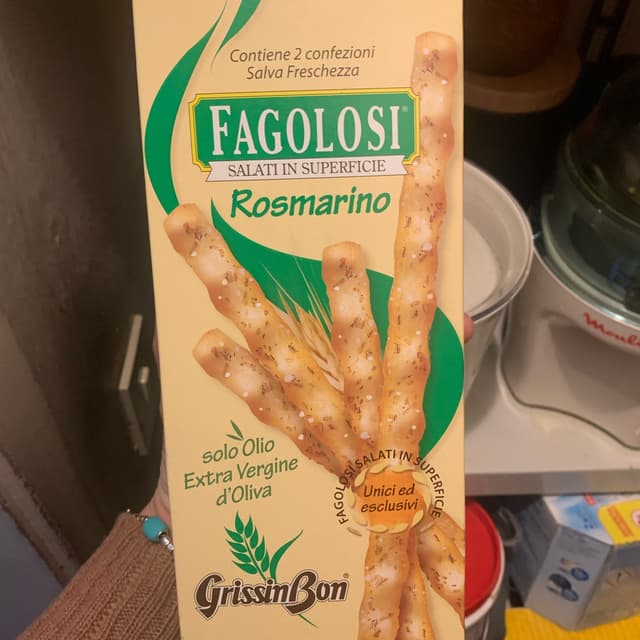 Contiene 2 confezioni
Salva Freschezza
FAGOLOSI®
SALATI IN SUPERFICIE
Rosmarino
solo Olio
Extra Vergine
d'Oliva
FAGOLOSI SALATI IN SUPERFICIE
Unici ed
esclusivi
GrissinBon®